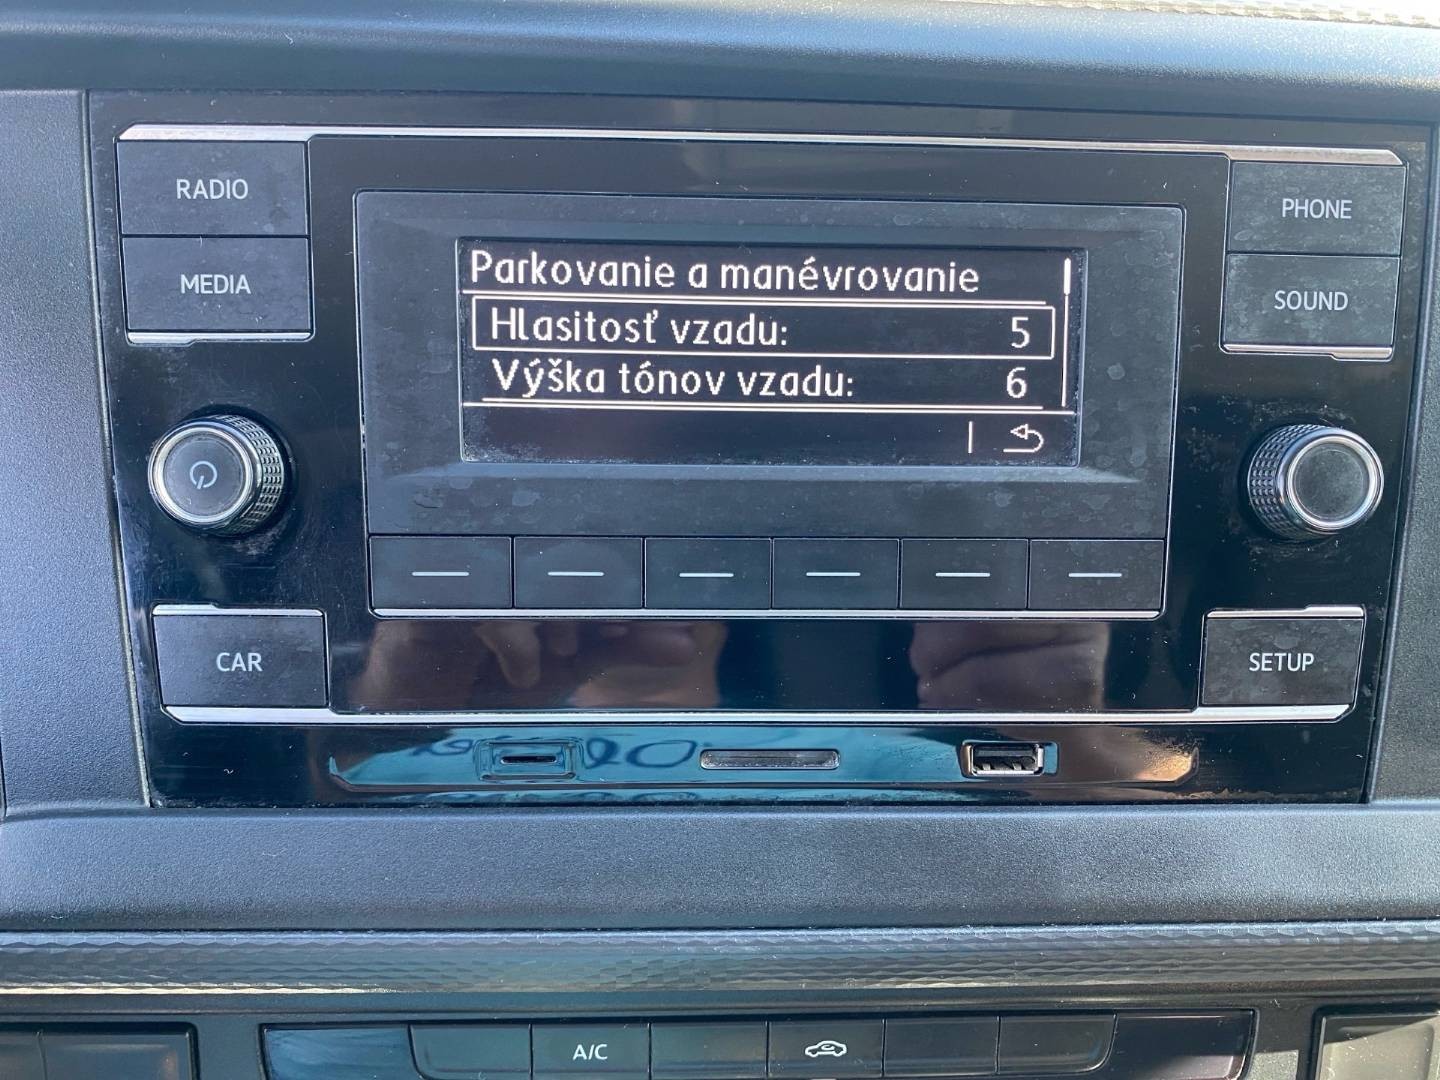 RADIO
MEDIA
PHONE
SOUND
Parkovanie a manévrovanie
Hlasitosť vzadu: 5
Výška tónov vzadu: 6
CAR
SETUP
A/C